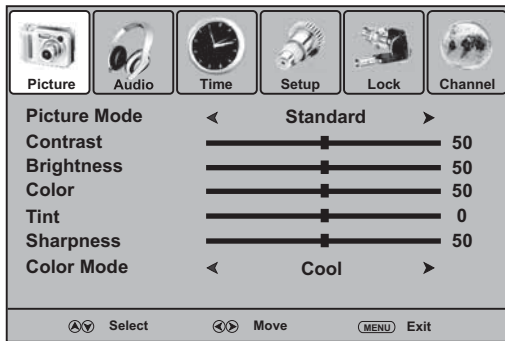 Picture Audio Time Setup Lock Channel
Picture Mode Standard
Contrast 50
Brightness 50
Color 50
Tint 0
Sharpness 50
Color Mode Cool
Select Move MENU Exit